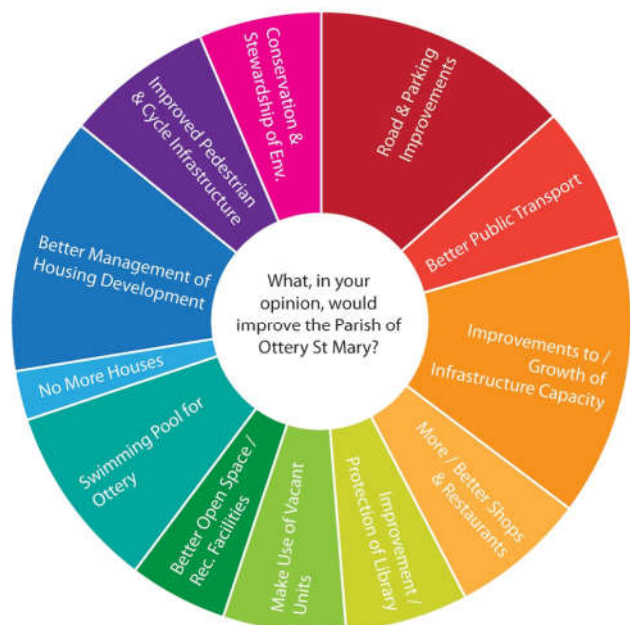 What, in your
opinion, would
improve the Parish of
Ottery St Mary?
Road & Parking
Improvements
Better Public Transport
Improvements to /
Growth of
Infrastructure Capacity
More / Better Shops
& Restaurants
Improvement /
Protection of Library
Make Use of Vacant
Units
Better Open Space /
Rec. Facilities
Swimming Pool for
Ottery
No More Houses
Better Management of
Housing Development
Improved Pedestrian
& Cycle Infrastructure
Conservation &
Stewardship of Env.